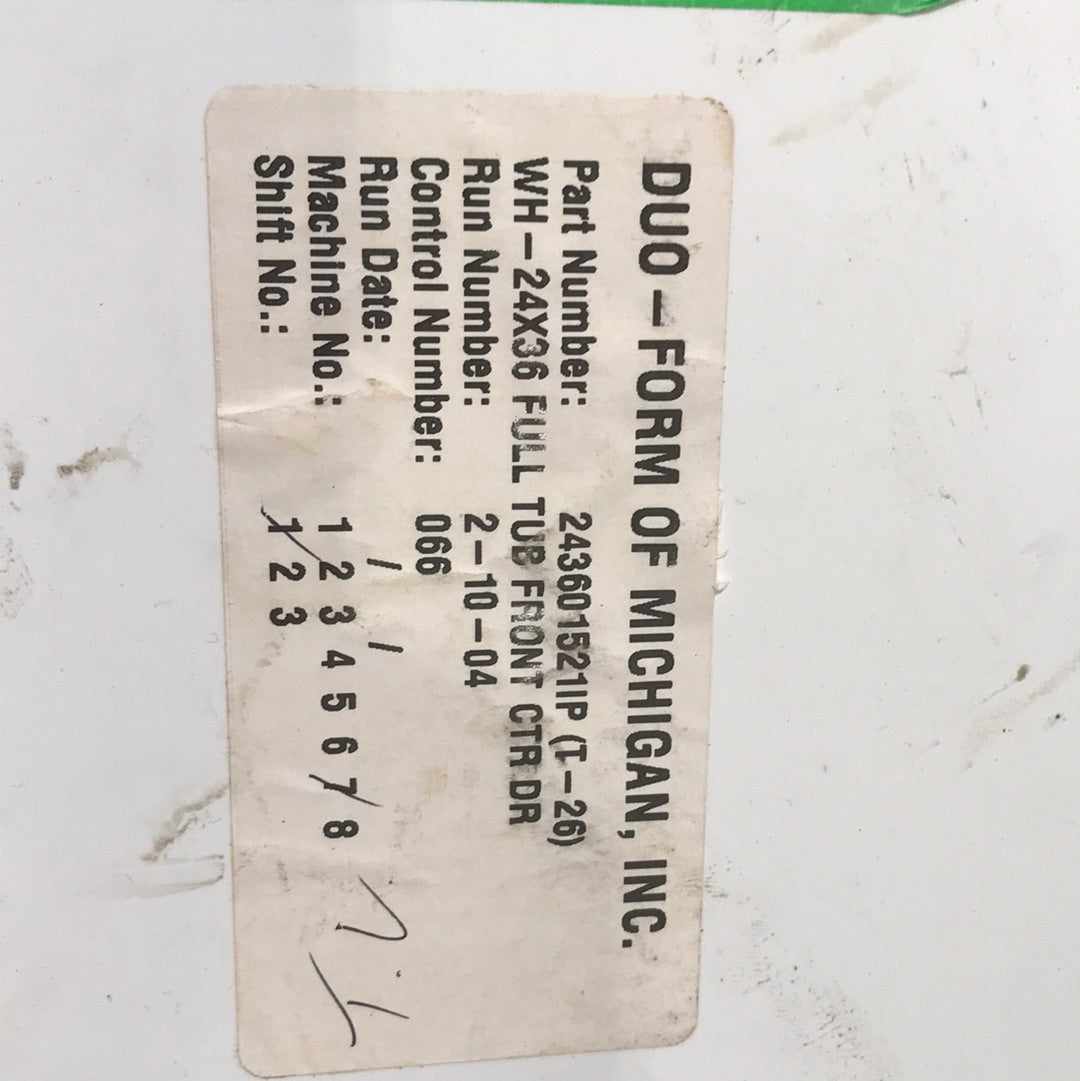 DUO-FORM OF MICHIGAN, INC.
Part Number: 243601521IP (T-26)
WH-24X36 FULL TUB FRONT CTR DR
Run Number: 2-10-04
Control Number: 066
Run Date: / /
Machine No.: 1 2 3 4 5 6 7 8
Shift No.: 1 2 3